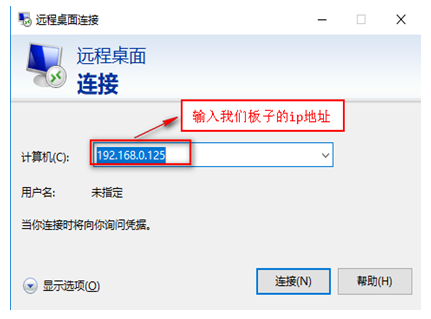 远程桌面连接
远程桌面
连接
输入我们板子的ip地址
计算机(C):
192.168.0.125
用户名:
未指定
当你连接时将向你询问凭据。
显示选项(O)
连接(N)
帮助(H)